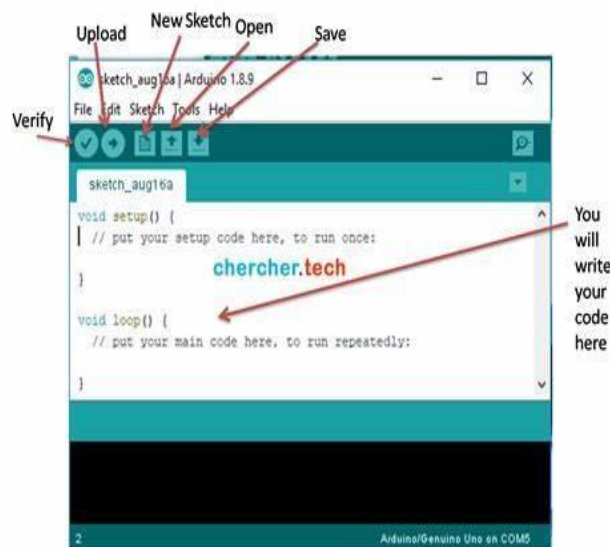 New Sketch
Upload
Open
Save
sketch_aug16a | Arduino 1.8.9
File Edit Sketch Tools Help
Verify
sketch_aug16a
void setup() {
// put your setup code here, to run once:
chercher.tech
}
void loop() {
// put your main code here, to run repeatedly:
}
You
will
write
your
code
here
2
Arduino/Genuino Uno on COM5